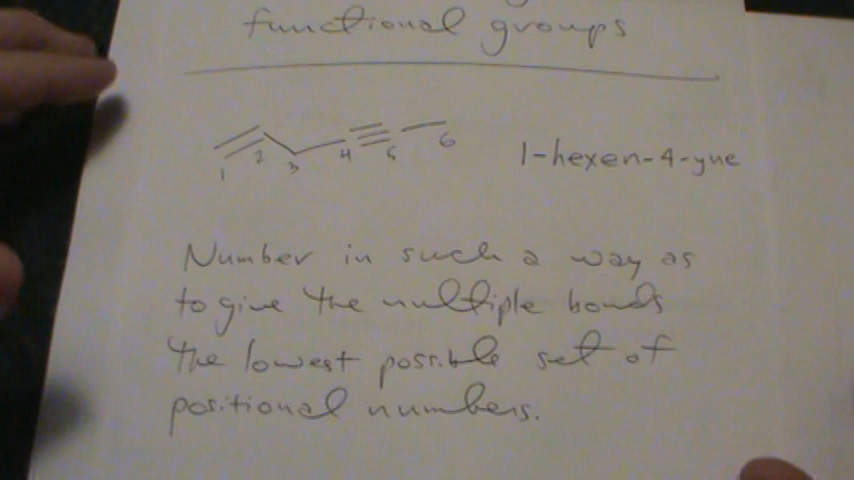 functional groups
1 2 3 4 5 6
1-hexen-4-yne
Number in such a way as
to give the multiple bonds
the lowest possible set of
positional numbers.